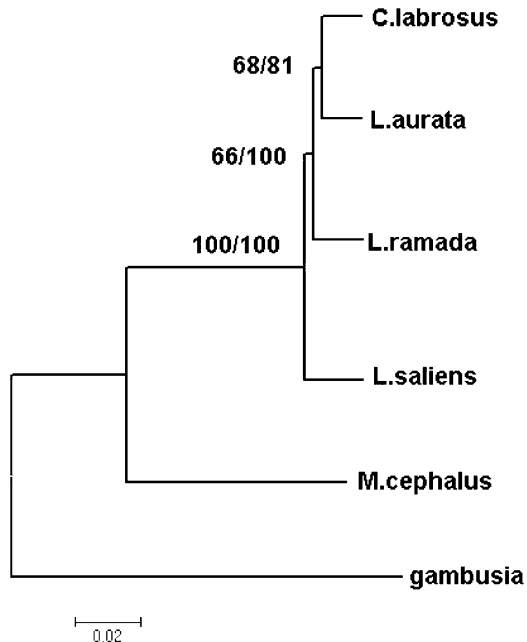 C.labrosus
68/81
L.aurata
66/100
L.ramada
100/100
L.saliens
M.cephalus
gambusia
0.02